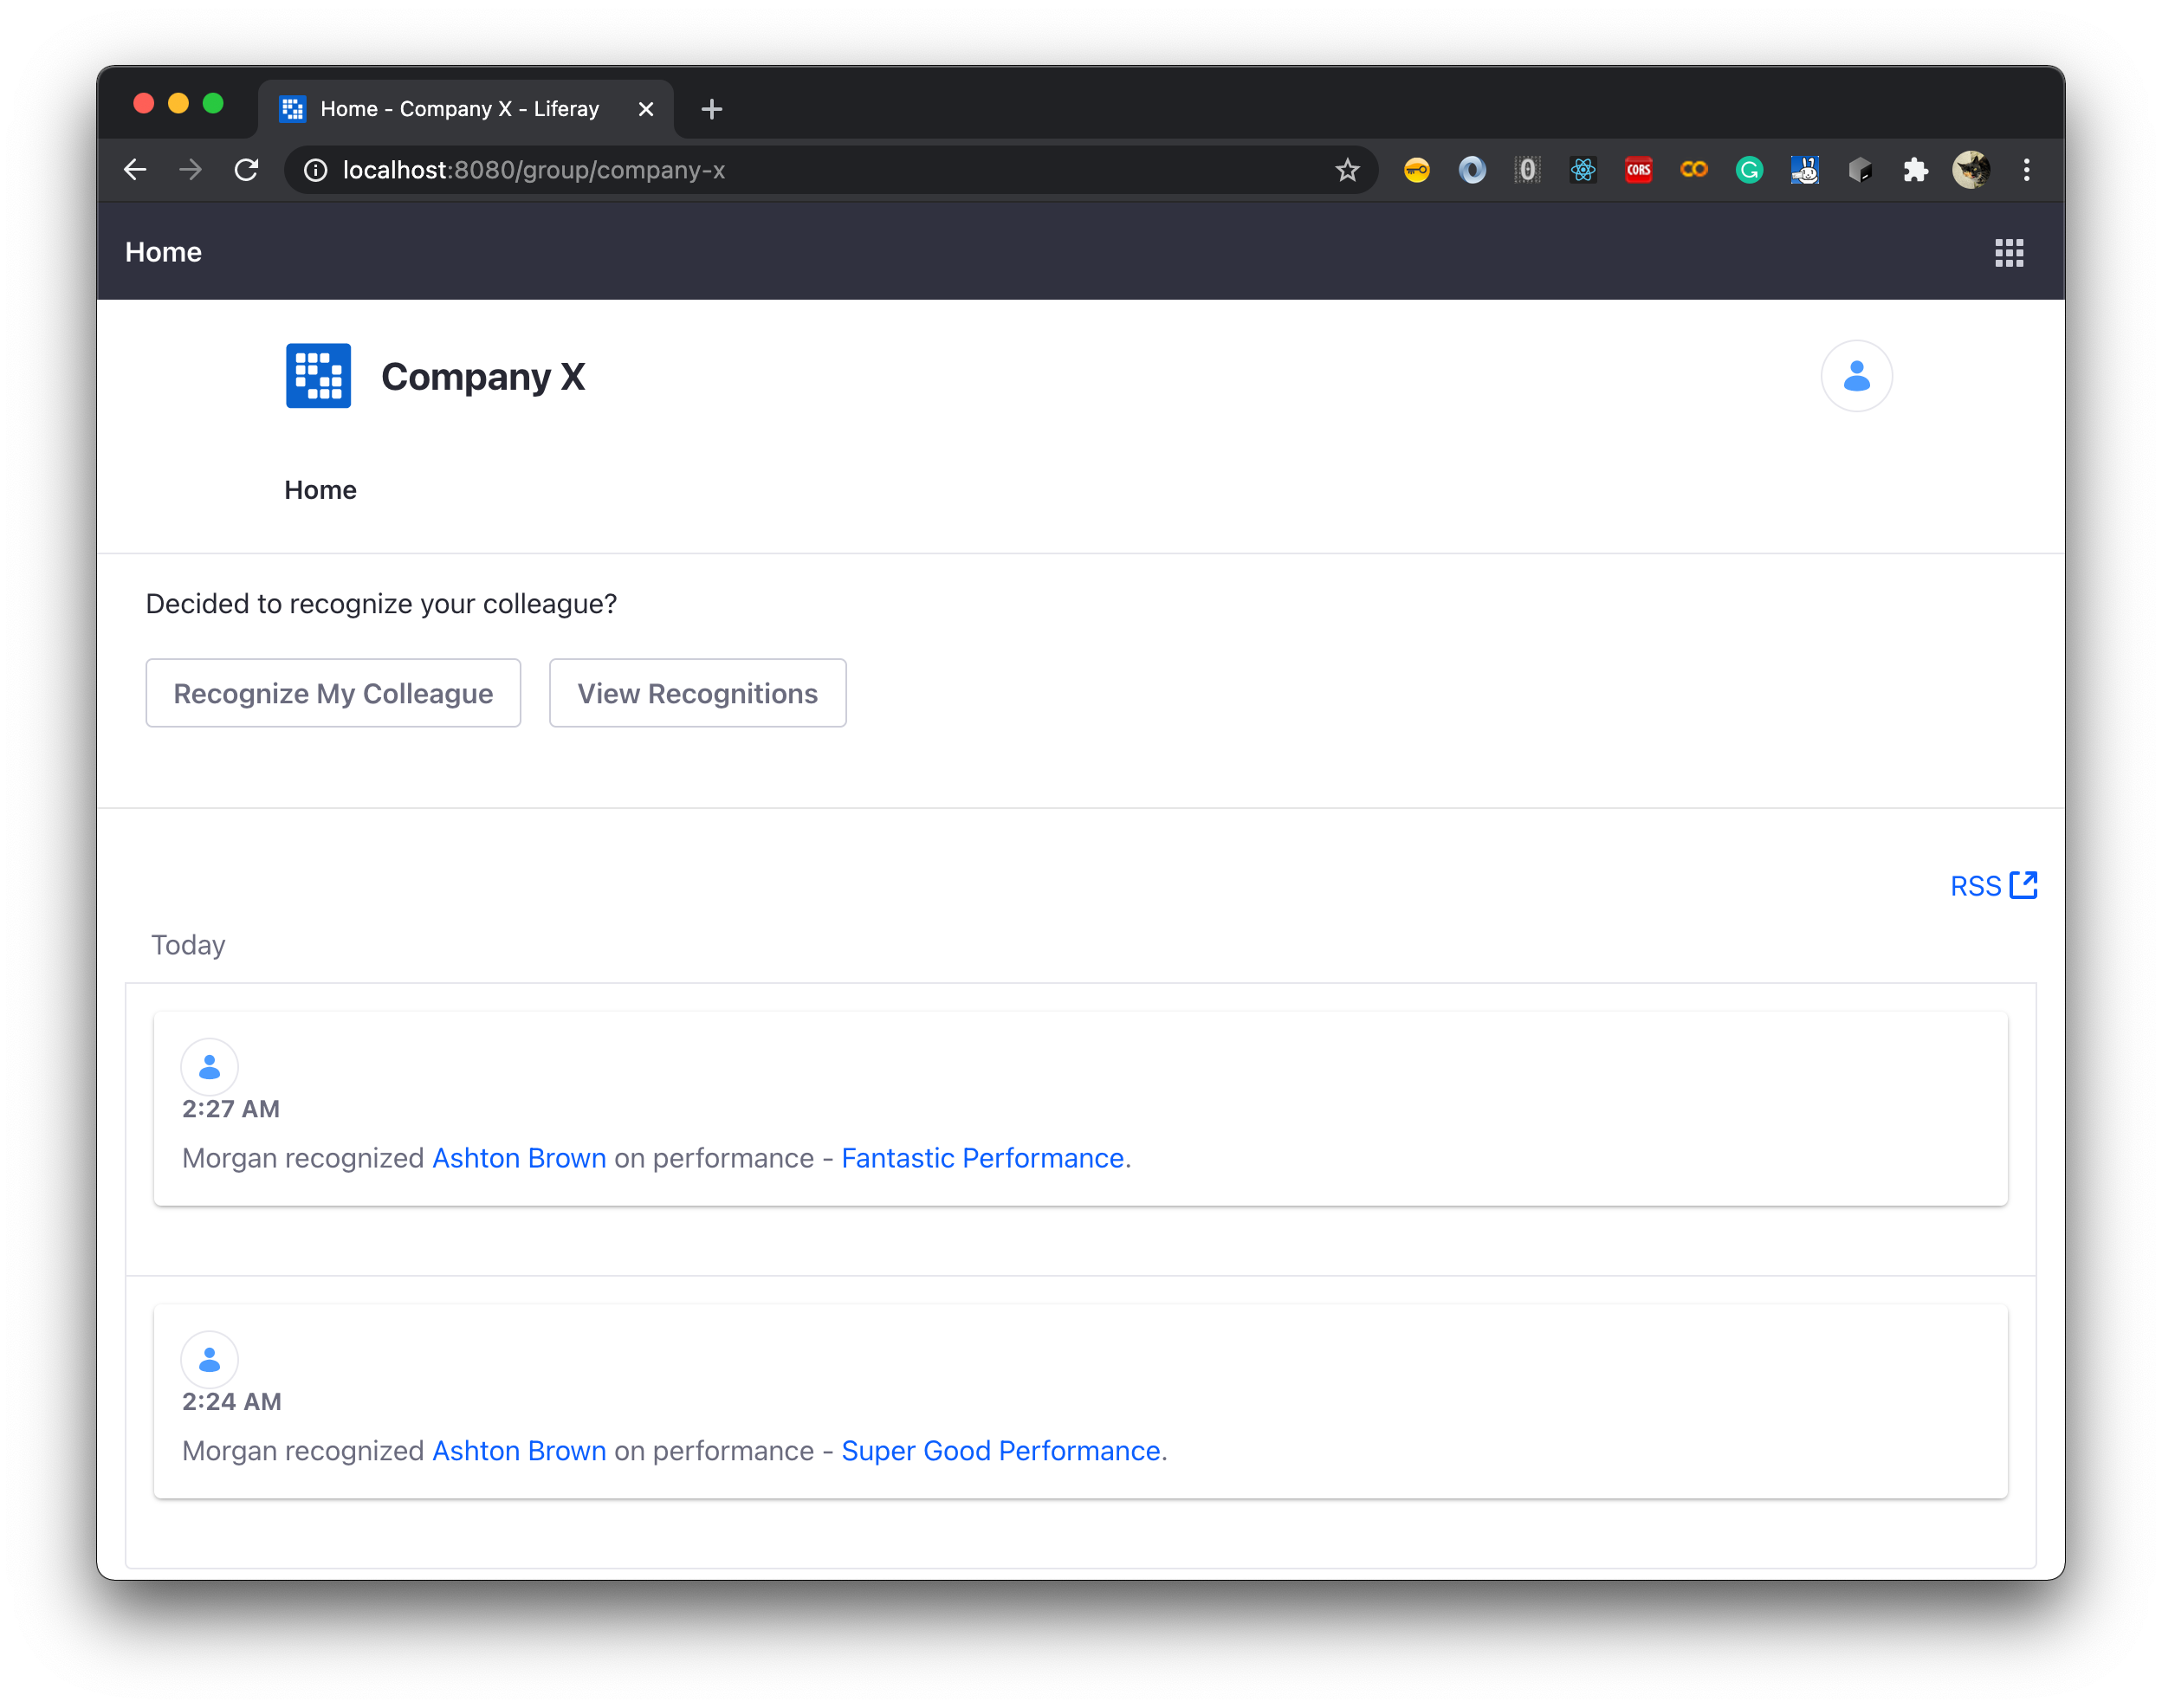 Home - Company X - Liferay
localhost:8080/group/company-x
CORS
Home
Company X
Home
Decided to recognize your colleague?
Recognize My Colleague
View Recognitions
RSS
Today
2:27 AM
Morgan recognized Ashton Brown on performance - Fantastic Performance.
2:24 AM
Morgan recognized Ashton Brown on performance - Super Good Performance.